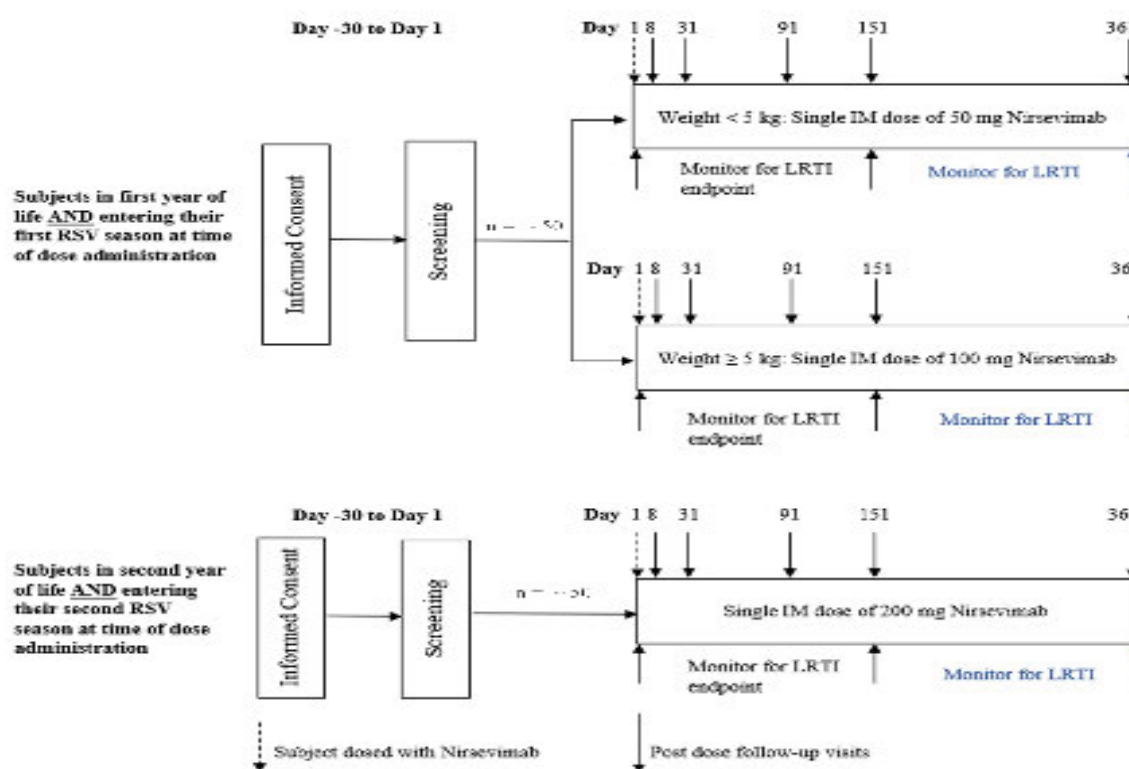 Day -30 to Day 1
Day 1 8 31 91 151 36
Weight < 5 kg: Single IM dose of 50 mg Nirsevimab
Monitor for LRTI
endpoint
Monitor for LRTI
Subjects in first year of
life AND entering their
first RSV season at time
of dose administration
Informed Consent
Screening
n =
Day 1 8 31 91 151 36
Weight ≥ 5 kg: Single IM dose of 100 mg Nirsevimab
Monitor for LRTI
endpoint
Monitor for LRTI
Day -30 to Day 1
Day 1 8 31 91 151 36
Subjects in second year
of life AND entering
their second RSV
season at time of dose
administration
Informed Consent
Screening
n =
Single IM dose of 200 mg Nirsevimab
Monitor for LRTI
endpoint
Monitor for LRTI
Subject dosed with Nirsevimab
Post dose follow-up visits